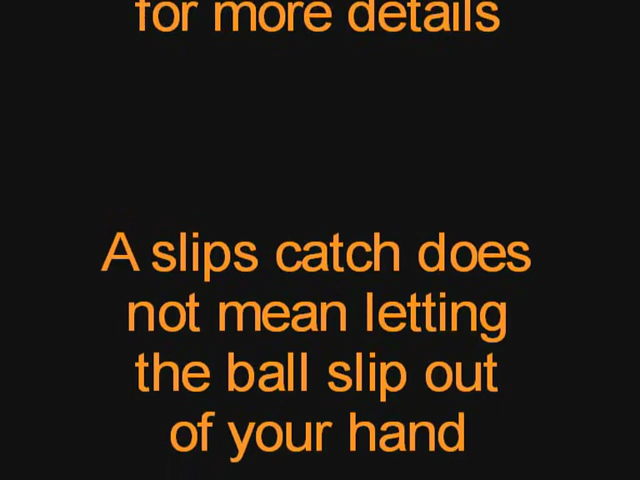 for more details
A slips catch does
not mean letting
the ball slip out
of your hand